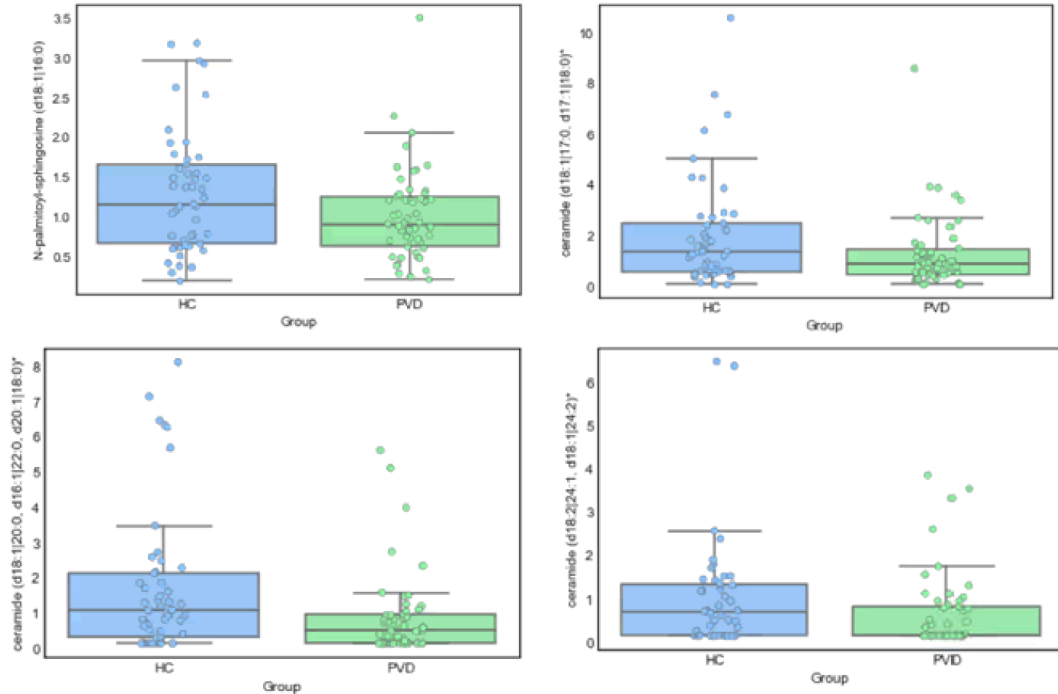 N-palmitoyl-sphingosine (d18:1|16:0)
3.5
3.0
2.5
2.0
1.5
1.0
0.5
HC
PVD
Group
ceramide (d18:1|17:0, d17:1|18:0)*
10
8
6
4
2
0
HC
PVD
Group
ceramide (d18:1|20:0, d16:1|22:0, d20:1|18:0)*
8
7
6
5
4
3
2
1
0
HC
PVD
Group
ceramide (d18:2|24:1, d18:1|24:2)*
6
5
4
3
2
1
0
HC
PVD
Group